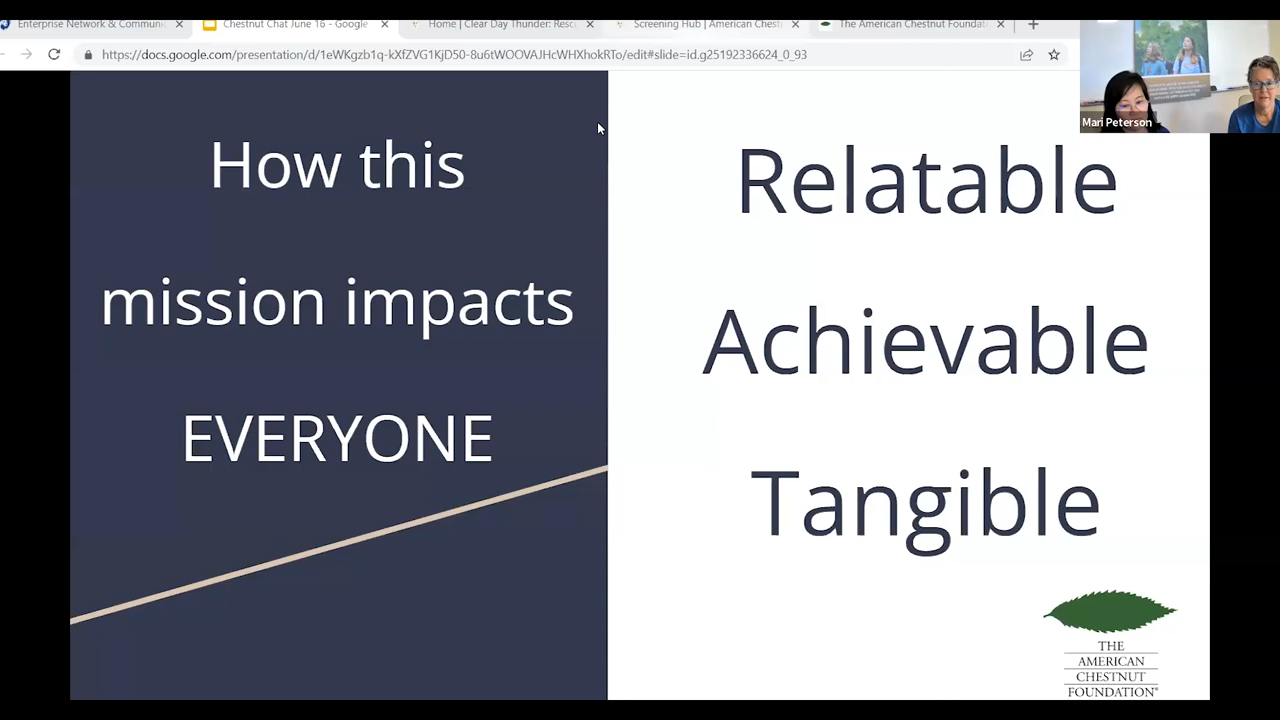 Enterprise Network & Communi
Chestnut Chat June 16 - Google
Home | Clear Day Thunder: Resc
Screening Hub | American Chest
The American Chestnut Foundat
https://docs.google.com/presentation/d/1eWKgzb1q-kXfZVG1KjD50-8u6tWOOVAJHcWHXhokRTo/edit#slide=id.g25192336624_0_93
Mari Peterson
How this
mission impacts
EVERYONE
Relatable
Achievable
Tangible
THE
AMERICAN
CHESTNUT
FOUNDATION®